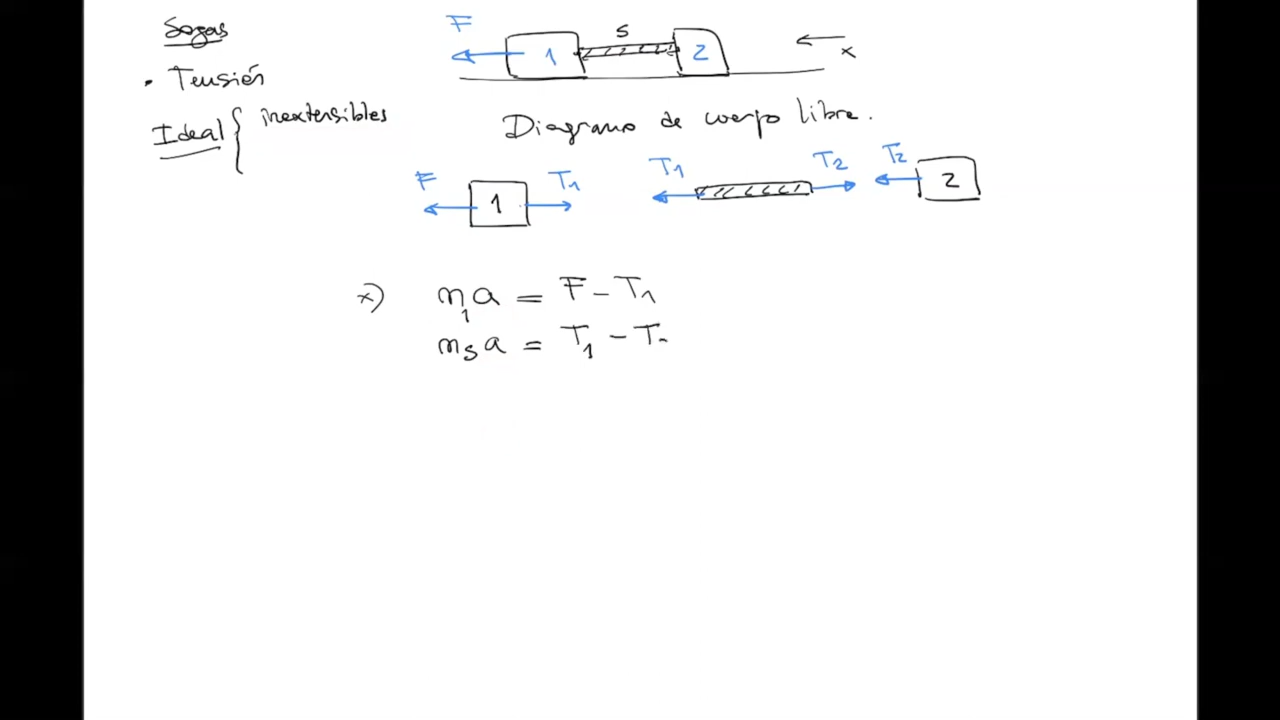 Sogas
• Tensión
Ideal { inextensibles
F 1 S 2 ← x
Diagrama de cuerpo libre.
F 1 T1 T1 T2 T2 2
x) m1a = F - T1
mSa = T1 - T